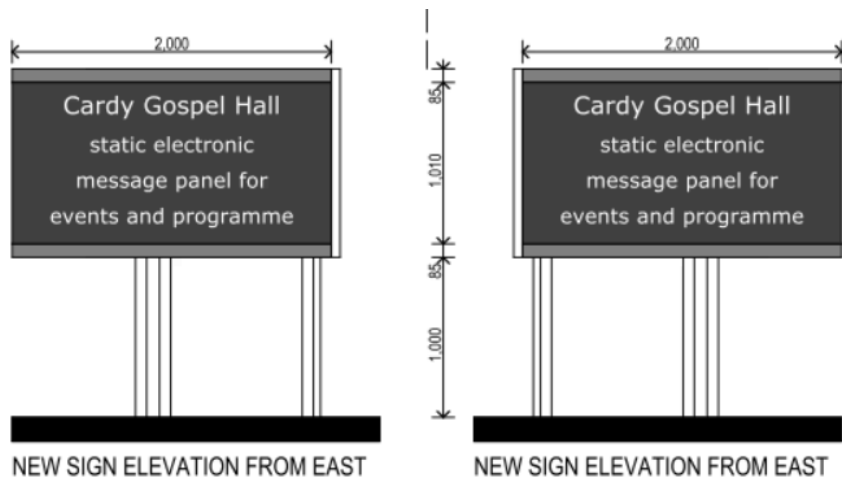 2,000
Cardy Gospel Hall
static electronic
message panel for
events and programme
NEW SIGN ELEVATION FROM EAST
85
1,010
85
1,000
2,000
Cardy Gospel Hall
static electronic
message panel for
events and programme
NEW SIGN ELEVATION FROM EAST